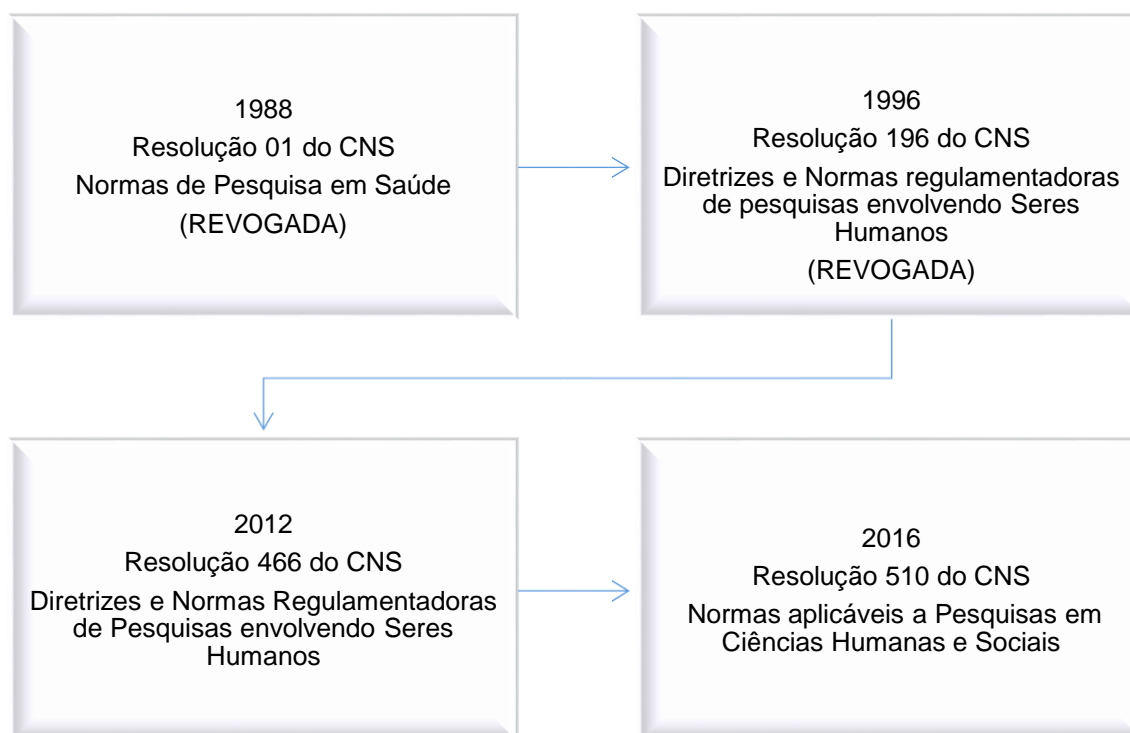 1988
Resolução 01 do CNS
Normas de Pesquisa em Saúde
(REVOGADA)
1996
Resolução 196 do CNS
Diretrizes e Normas regulamentadoras
de pesquisas envolvendo Seres
Humanos
(REVOGADA)
2012
Resolução 466 do CNS
Diretrizes e Normas Regulamentadoras
de Pesquisas envolvendo Seres
Humanos
2016
Resolução 510 do CNS
Normas aplicáveis a Pesquisas em
Ciências Humanas e Sociais